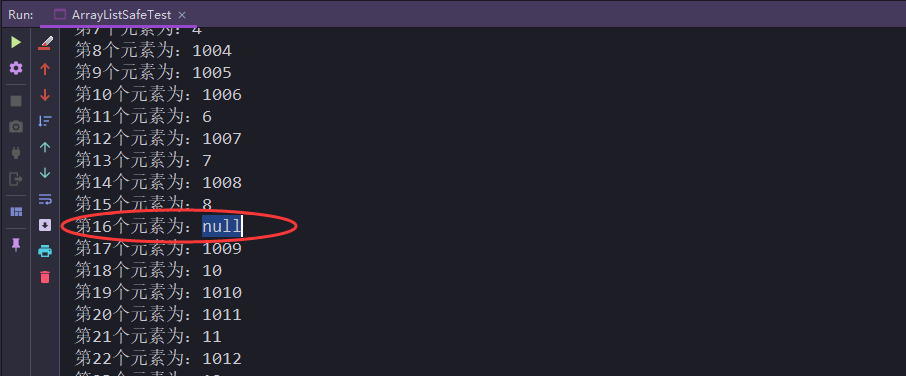 Run: ArrayListSafeTest ×
第7个元素为：4
第8个元素为：1004
第9个元素为：1005
第10个元素为：1006
第11个元素为：6
第12个元素为：1007
第13个元素为：7
第14个元素为：1008
第15个元素为：8
第16个元素为：null
第17个元素为：1009
第18个元素为：10
第19个元素为：1010
第20个元素为：1011
第21个元素为：11
第22个元素为：1012